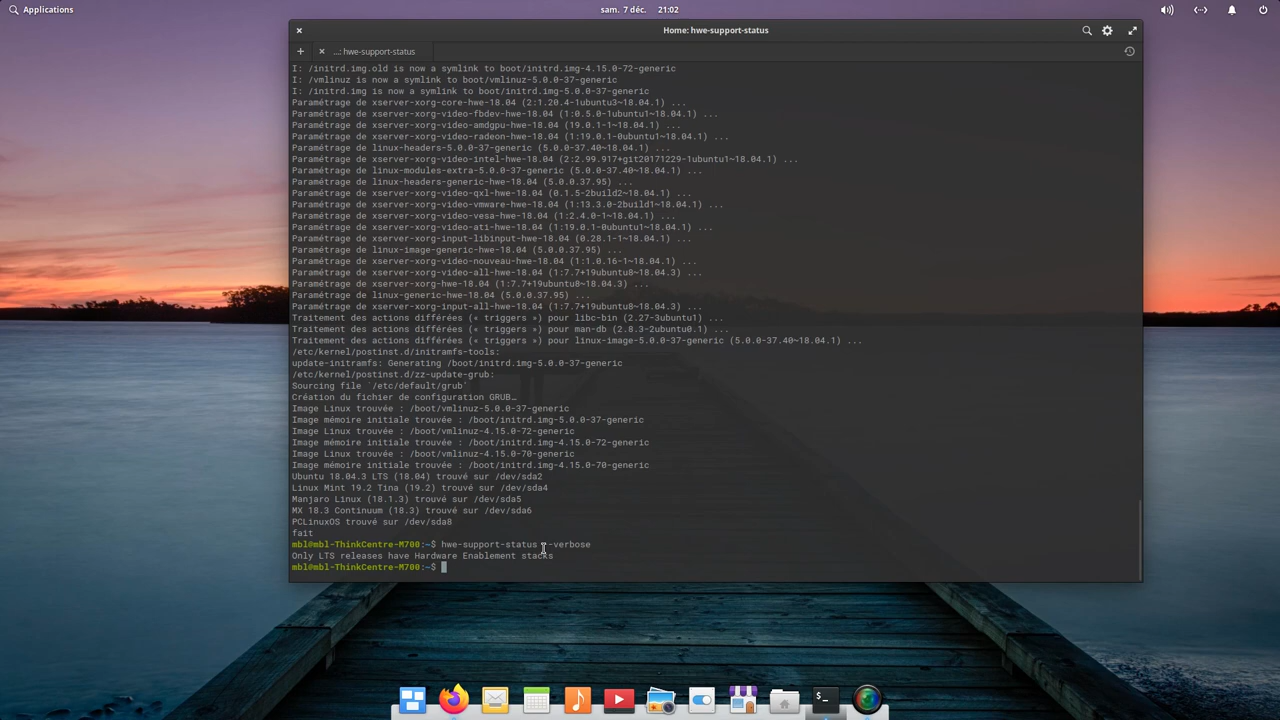 Applications
sam. 7 déc. 21:02
Home: hwe-support-status
...: hwe-support-status
I: /initrd.img.old is now a symlink to boot/initrd.img-4.15.0-72-generic
I: /vmlinuz is now a symlink to boot/vmlinuz-5.0.0-37-generic
I: /initrd.img is now a symlink to boot/initrd.img-5.0.0-37-generic
Paramétrage de xserver-xorg-core-hwe-18.04 (2:1.20.4-1ubuntu3~18.04.1) ...
Paramétrage de xserver-xorg-video-fbdev-hwe-18.04 (1:0.5.0-1ubuntu1~18.04.1) ...
Paramétrage de xserver-xorg-video-amdgpu-hwe-18.04 (19.0.1-1~18.04.1) ...
Paramétrage de xserver-xorg-video-radeon-hwe-18.04 (1:19.0.1-0ubuntu1~18.04.1) ...
Paramétrage de linux-headers-5.0.0-37-generic (5.0.0-37.40~18.04.1) ...
Paramétrage de xserver-xorg-video-intel-hwe-18.04 (2:2.99.917+git20171229-1ubuntu1~18.04.1) ...
Paramétrage de linux-modules-extra-5.0.0-37-generic (5.0.0-37.40~18.04.1) ...
Paramétrage de linux-headers-generic-hwe-18.04 (5.0.0.37.95) ...
Paramétrage de xserver-xorg-video-qxl-hwe-18.04 (0.1.5-2build2~18.04.1) ...
Paramétrage de xserver-xorg-video-vmware-hwe-18.04 (1:13.3.0-2build1~18.04.1) ...
Paramétrage de xserver-xorg-video-vesa-hwe-18.04 (1:2.4.0-1~18.04.1) ...
Paramétrage de xserver-xorg-video-ati-hwe-18.04 (1:19.0.1-0ubuntu1~18.04.1) ...
Paramétrage de xserver-xorg-input-libinput-hwe-18.04 (0.28.1-1~18.04.1) ...
Paramétrage de linux-image-generic-hwe-18.04 (5.0.0.37.95) ...
Paramétrage de xserver-xorg-video-nouveau-hwe-18.04 (1:1.0.16-1~18.04.1) ...
Paramétrage de xserver-xorg-video-all-hwe-18.04 (1:7.7+19ubuntu8~18.04.3) ...
Paramétrage de xserver-xorg-hwe-18.04 (1:7.7+19ubuntu8~18.04.3) ...
Paramétrage de linux-generic-hwe-18.04 (5.0.0.37.95) ...
Paramétrage de xserver-xorg-input-all-hwe-18.04 (1:7.7+19ubuntu8~18.04.3) ...
Traitement des actions différées (« triggers ») pour libc-bin (2.27-3ubuntu1) ...
Traitement des actions différées (« triggers ») pour man-db (2.8.3-2ubuntu0.1) ...
Traitement des actions différées (« triggers ») pour linux-image-5.0.0-37-generic (5.0.0-37.40~18.04.1) ...
/etc/kernel/postinst.d/initramfs-tools:
update-initramfs: Generating /boot/initrd.img-5.0.0-37-generic
/etc/kernel/postinst.d/zz-update-grub:
Sourcing file `/etc/default/grub'
Création du fichier de configuration GRUB…
Image Linux trouvée : /boot/vmlinuz-5.0.0-37-generic
Image mémoire initiale trouvée : /boot/initrd.img-5.0.0-37-generic
Image Linux trouvée : /boot/vmlinuz-4.15.0-72-generic
Image mémoire initiale trouvée : /boot/initrd.img-4.15.0-72-generic
Image Linux trouvée : /boot/vmlinuz-4.15.0-70-generic
Image mémoire initiale trouvée : /boot/initrd.img-4.15.0-70-generic
Ubuntu 18.04.3 LTS (18.04) trouvé sur /dev/sda2
Linux Mint 19.2 Tina (19.2) trouvé sur /dev/sda4
Manjaro Linux (18.1.3) trouvé sur /dev/sda5
MX 18.3 Continuum (18.3) trouvé sur /dev/sda6
PCLinuxOS trouvé sur /dev/sda8
fait
mbl@mbl-ThinkCentre-M700:~$ hwe-support-status --verbose
Only LTS releases have Hardware Enablement stacks
mbl@mbl-ThinkCentre-M700:~$